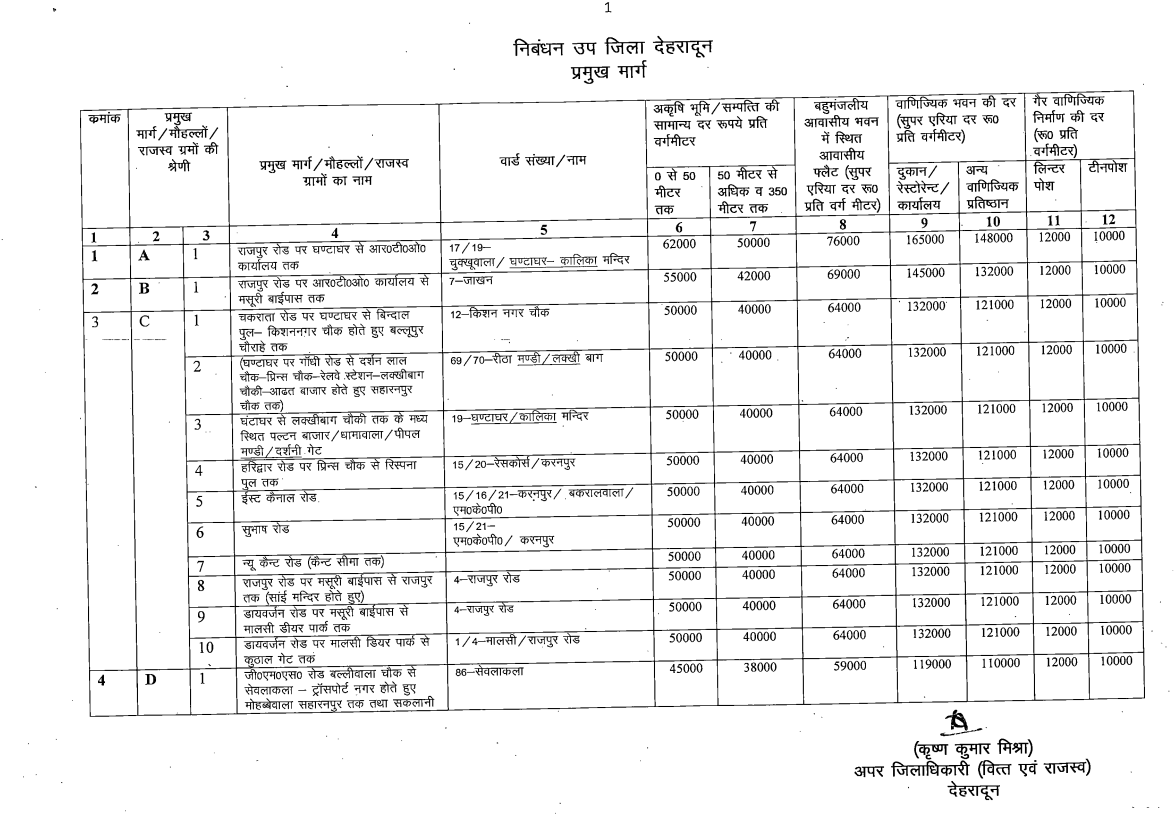 1
निबंधन उप जिला देहरादून
प्रमुख मार्ग
कमांक
प्रमुख
मार्ग/मौहल्लों/
राजस्व ग्रमों की
श्रेणी
प्रमुख मार्ग/मौहल्लों/राजस्व
ग्रामों का नाम
वार्ड संख्या/नाम
अकृषि भूमि/सम्पत्ति की
सामान्य दर रूपये प्रति
वर्गमीटर
0 से 50
मीटर
तक
50 मीटर से
अधिक व 350
मीटर तक
बहुमंजलीय
आवासीय भवन
में स्थित
आवासीय
फ्लैट (सुपर
एरिया दर रू0
प्रति वर्ग मीटर)
वाणिज्यिक भवन की दर
(सुपर एरिया दर रू0
प्रति वर्गमीटर)
दुकान/
रेस्टोरेन्ट/
कार्यालय
अन्य
वाणिज्यिक
प्रतिष्ठान
गैर वाणिज्यिक
निर्माण की दर
(रू0 प्रति
वर्गमीटर)
लिन्टर
पोश
टीनपोश
1 2 3 4 5 6 7 8 9 10 11 12
1 A 1 राजपुर रोड पर घण्टाघर से आर0टी0ओ0 17/19– 62000 50000 76000 165000 148000 12000 10000
कार्यालय तक चुक्खूवाला/ घण्टाघर– कालिका मन्दिर
2 B 1 राजपुर रोड पर आर0टी0ओ0 कार्यालय से 7–जाखन 55000 42000 69000 145000 132000 12000 10000
मसूरी बाईपास तक
3 C 1 चकराता रोड पर घण्टाघर से बिन्दाल 12–किशन नगर चौक 50000 40000 64000 132000 121000 12000 10000
पुल– किशननगर चौक होते हुए बल्लूपुर
चौराहे तक
2 (घण्टाघर पर गाँधी रोड से दर्शन लाल 69/70–रीठा मण्डी/लक्खी बाग 50000 40000 64000 132000 121000 12000 10000
चौक–प्रिन्स चौक–रेलवे स्टेशन–लक्खीबाग
चौकी–आढत बाजार होते हुए सहारनपुर
चौक तक)
3 घंटाघर से लक्खीबाग चौकी तक के मध्य 19–घण्टाघर/कालिका मन्दिर 50000 40000 64000 132000 121000 12000 10000
स्थित पल्टन बाजार/धामावाला/पीपल
मण्डी/दर्शनी गेट
4 हरिद्वार रोड पर प्रिन्स चौक से रिस्पना 15/20–रेसकोर्स/करनपुर 50000 40000 64000 132000 121000 12000 10000
पुल तक
5 ईस्ट कैनाल रोड 15/16/21–करनपुर/ बकरालवाला/ 50000 40000 64000 132000 121000 12000 10000
एम0के0पी0
6 सुभाष रोड 15/21– 50000 40000 64000 132000 121000 12000 10000
एम0के0पी0/ करनपुर
7 न्यू कैन्ट रोड (कैन्ट सीमा तक) 50000 40000 64000 132000 121000 12000 10000
8 राजपुर रोड पर मसूरी बाईपास से राजपुर 4–राजपुर रोड 50000 40000 64000 132000 121000 12000 10000
तक (सांई मन्दिर होते हुए)
9 डायवर्जन रोड पर मसूरी बाईपास से 4–राजपुर रोड 50000 40000 64000 132000 121000 12000 10000
मालसी डीयर पार्क तक
10 डायवर्जन रोड पर मालसी डियर पार्क से 1/4–मालसी/राजपुर रोड 50000 40000 64000 132000 121000 12000 10000
कुठाल गेट तक
4 D 1 जी0एम0एस0 रोड बल्लीवाला चौक से 86–सेवलाकला 45000 38000 59000 119000 110000 12000 10000
सेवलाकला – ट्रॉसपोर्ट नगर होते हुए
मोहब्बेवाला सहारनपुर तक तथा सकलानी
(कृष्ण कुमार मिश्रा)
अपर जिलाधिकारी (वित्त एवं राजस्व)
देहरादून